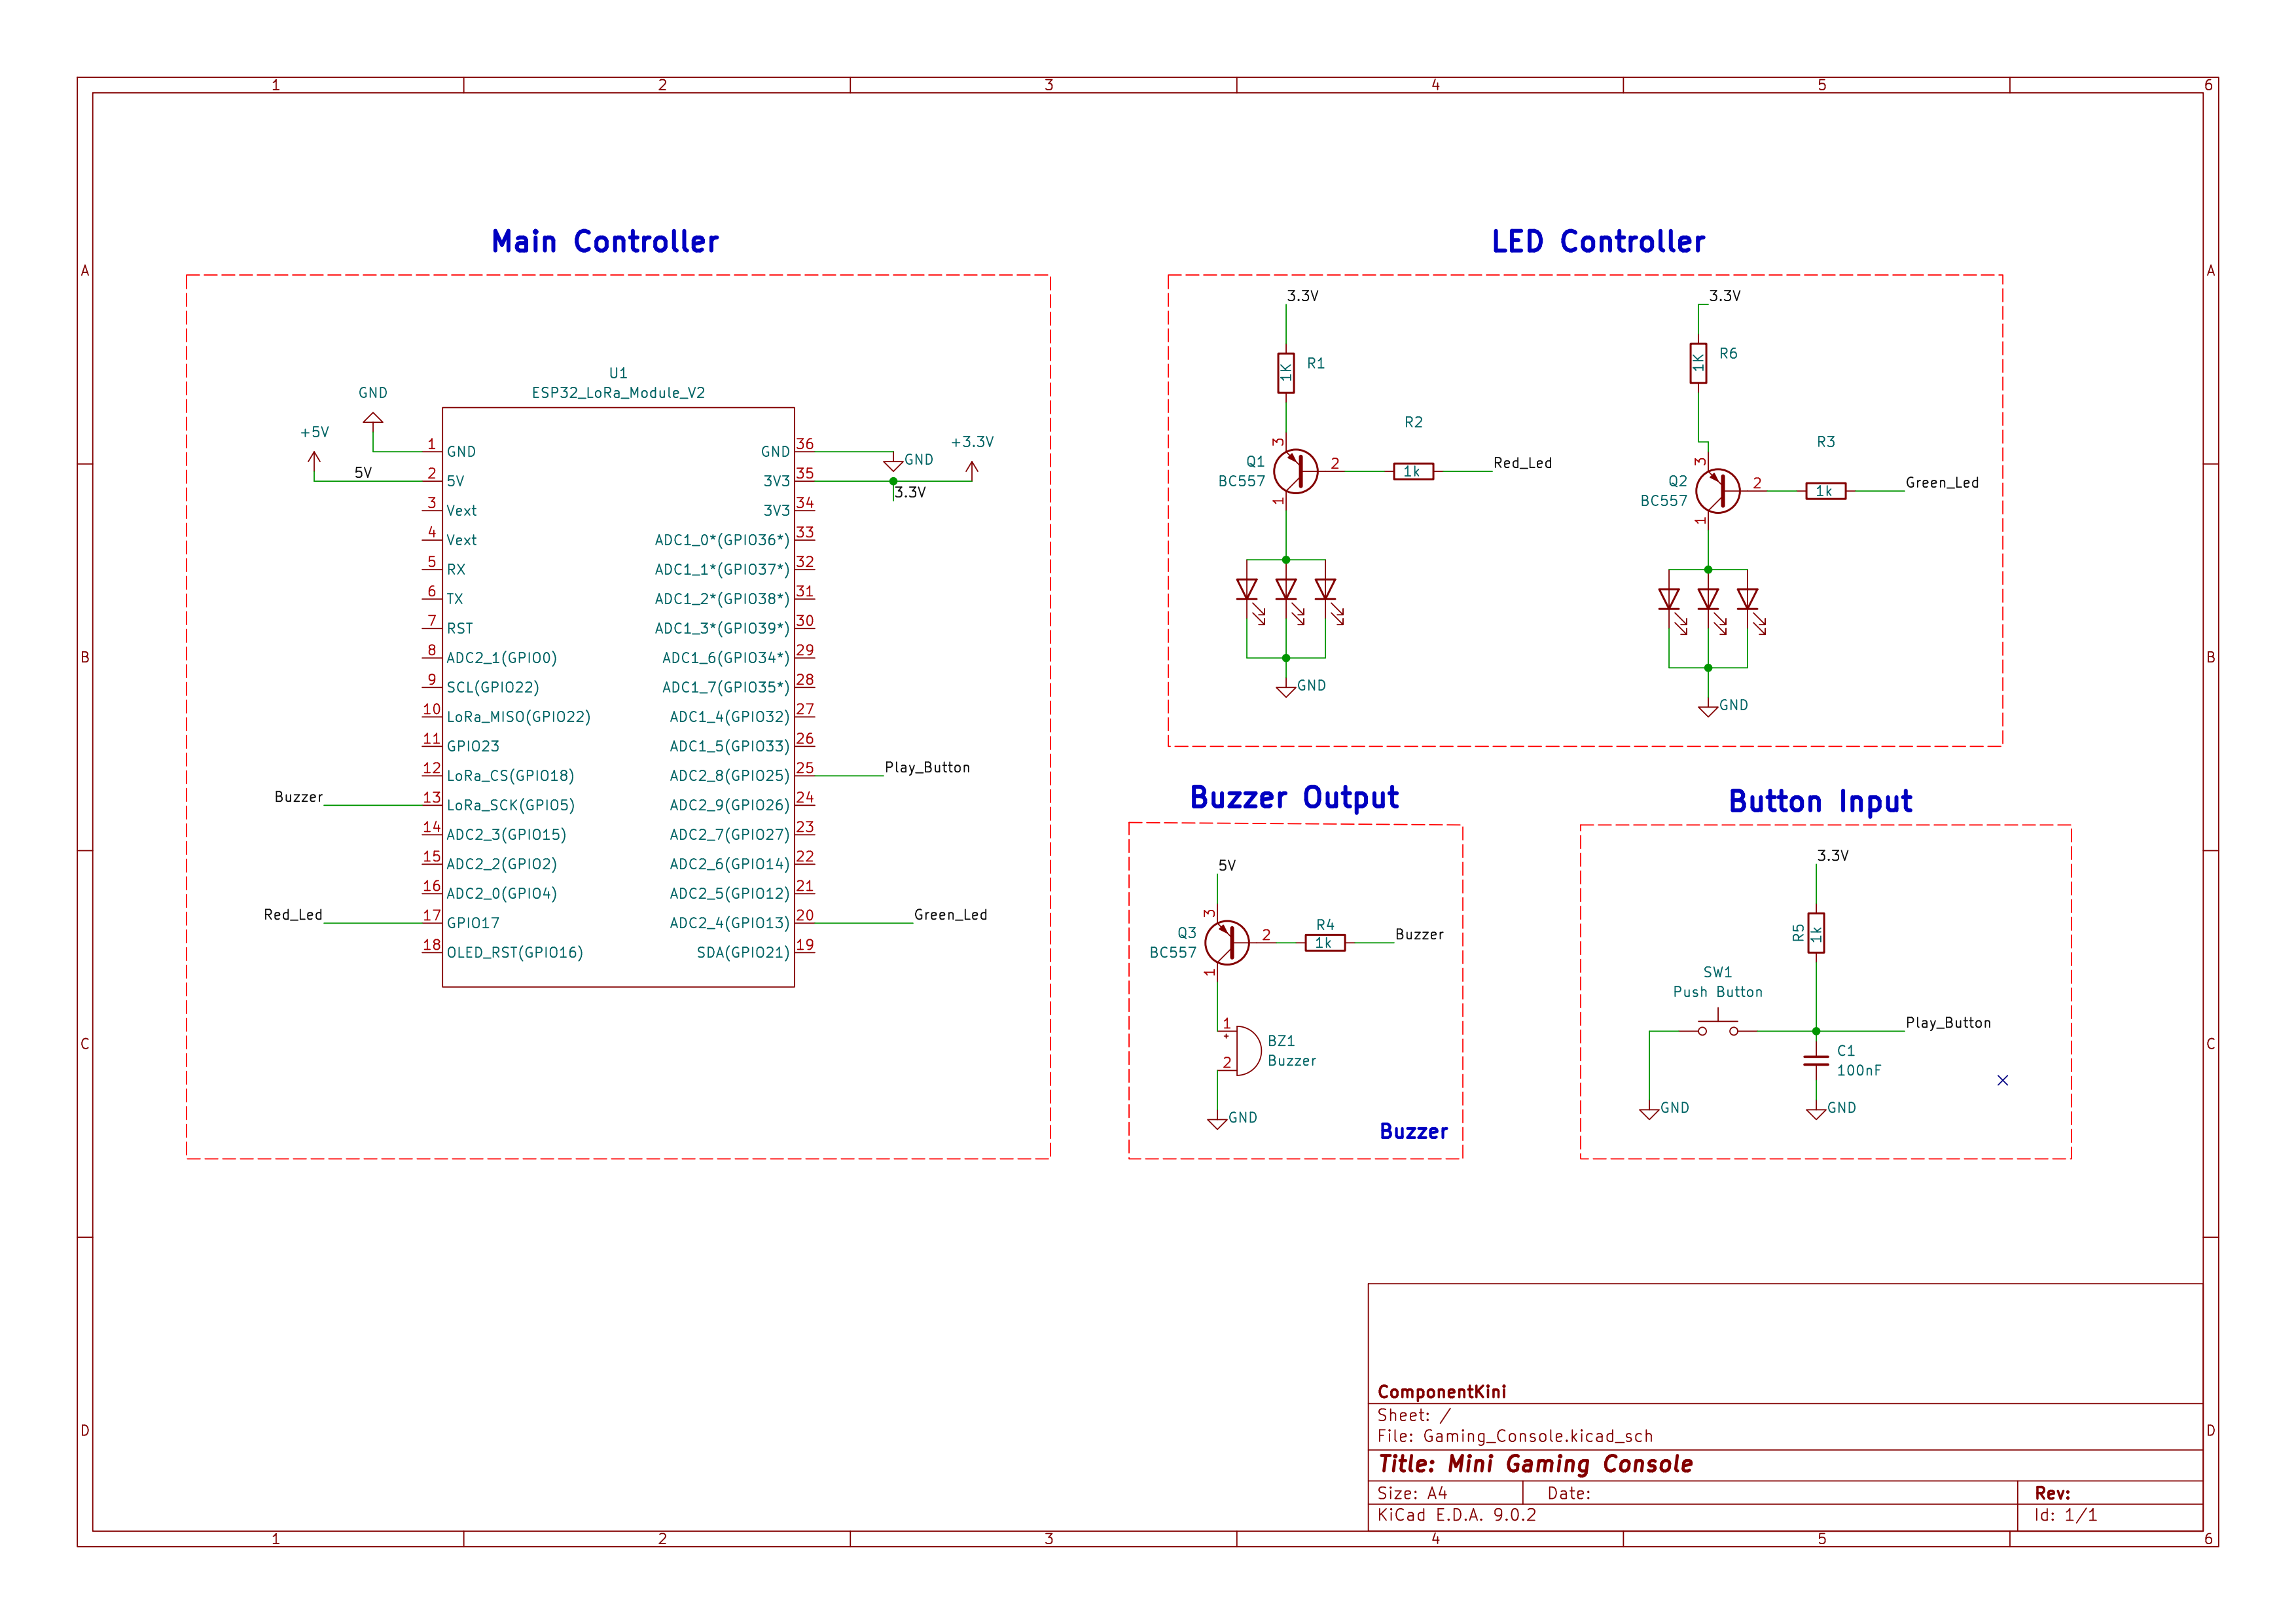 1 2 3 4 5 6
A A
B B
C C
D D
Main Controller
U1
ESP32_LoRa_Module_V2
GND
+5V
5V
+3.3V
GND
3.3V
1 GND
2 5V
3 Vext
4 Vext
5 RX
6 TX
7 RST
8 ADC2_1(GPIO0)
9 SCL(GPIO22)
10 LoRa_MISO(GPIO22)
11 GPIO23
12 LoRa_CS(GPIO18)
Buzzer 13 LoRa_SCK(GPIO5)
14 ADC2_3(GPIO15)
15 ADC2_2(GPIO2)
16 ADC2_0(GPIO4)
Red_Led 17 GPIO17
18 OLED_RST(GPIO16)
GND 36
3V3 35
3V3 34
ADC1_0*(GPIO36*) 33
ADC1_1*(GPIO37*) 32
ADC1_2*(GPIO38*) 31
ADC1_3*(GPIO39*) 30
ADC1_6(GPIO34*) 29
ADC1_7(GPIO35*) 28
ADC1_4(GPIO32) 27
ADC1_5(GPIO33) 26
ADC2_8(GPIO25) 25 Play_Button
ADC2_9(GPIO26) 24
ADC2_7(GPIO27) 23
ADC2_6(GPIO14) 22
ADC2_5(GPIO12) 21
ADC2_4(GPIO13) 20 Green_Led
SDA(GPIO21) 19
LED Controller
3.3V
1K R1
R2
3
Q1
BC557
2 1k Red_Led
1
GND
3.3V
1K R6
R3
3
Q2
BC557
2 1k Green_Led
1
GND
Buzzer Output
5V
3
Q3
BC557
2 R4
1k Buzzer
1
1
+
2
BZ1
Buzzer
GND
Buzzer
Button Input
3.3V
R5 1k
SW1
Push Button
Play_Button
C1
100nF
GND
GND
ComponentKini
Sheet: /
File: Gaming_Console.kicad_sch
Title: Mini Gaming Console
Size: A4 Date: Rev:
KiCad E.D.A. 9.0.2 Id: 1/1
1 2 3 4 5 6